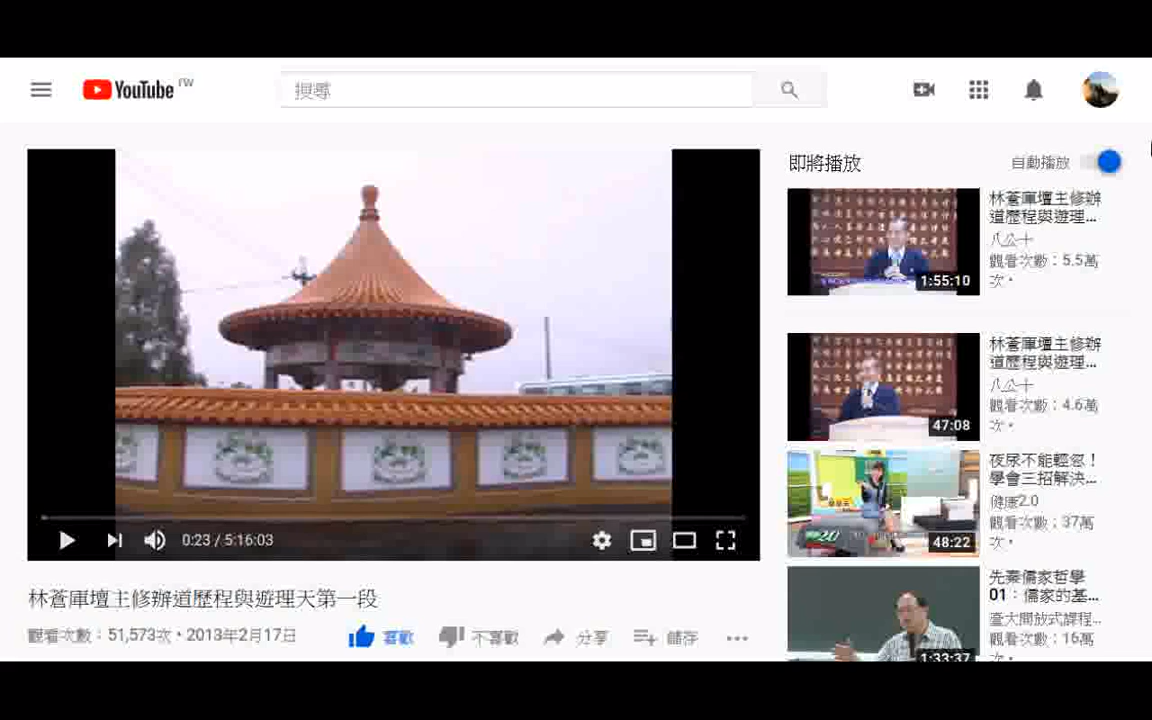 YouTube TW
搜尋
即將播放
自動播放
林蒼庫壇主修辦
道歷程與遊理...
八公十
觀看次數：5.5萬
次·
1:55:10
林蒼庫壇主修辦
道歷程與遊理...
八公十
觀看次數：4.6萬
次·
47:08
夜尿不能輕忽！
學會三招解決...
健康2.0
觀看次數：37萬
次·
48:22
先秦儒家哲學
01：儒家的基...
臺大開放式課程...
觀看次數：16萬
次·
1:33:37
0:23 / 5:16:03
林蒼庫壇主修辦道歷程與遊理天第一段
觀看次數：51,573次·2013年2月17日
喜歡
不喜歡
分享
儲存